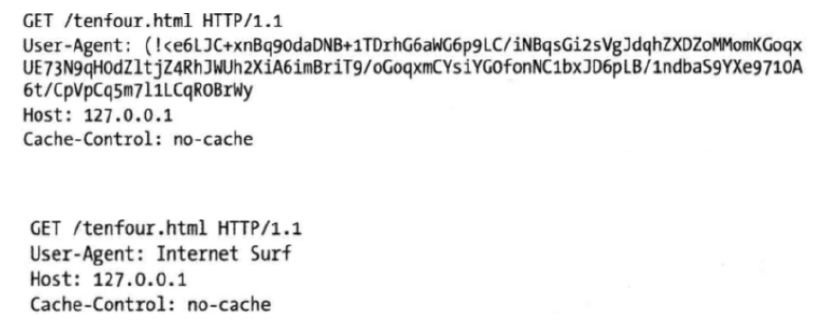 GET /tenfour.html HTTP/1.1
User-Agent: (!<e6LJC+xnBq90daDNB+1TDrhG6aWG6p9LC/iNBqsGi2sVgJdqhZXDZoMMomKGoqx
UE73N9qH0dZltjZ4RhJWUh2XiA6imBriT9/oGoqxmCYsiYGOfonNC1bxJD6pLB/1ndbaS9YXe9710A
6t/CpVpCq5m7l1LCqR0BrWy
Host: 127.0.0.1
Cache-Control: no-cache
GET /tenfour.html HTTP/1.1
User-Agent: Internet Surf
Host: 127.0.0.1
Cache-Control: no-cache